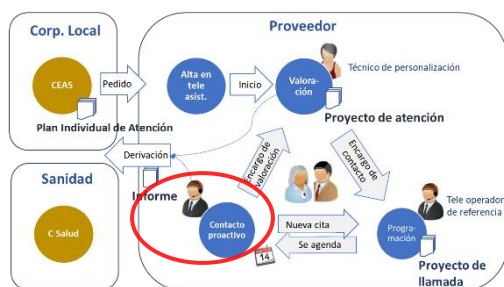 Corp. Local
CEAS
Plan Individual de Atención
Pedido
Proveedor
Alta en
tele
asist.
Inicio
Valora-
ción
Técnico de personalización
Proyecto de atención
Derivación
Sanidad
C Salud
Informe
Encargo de
valoración
Encargo de
contacto
Contacto
proactivo
Nueva cita
Se agenda
14
Tele operador
de referencia
Progra-
mación
Proyecto de
llamada